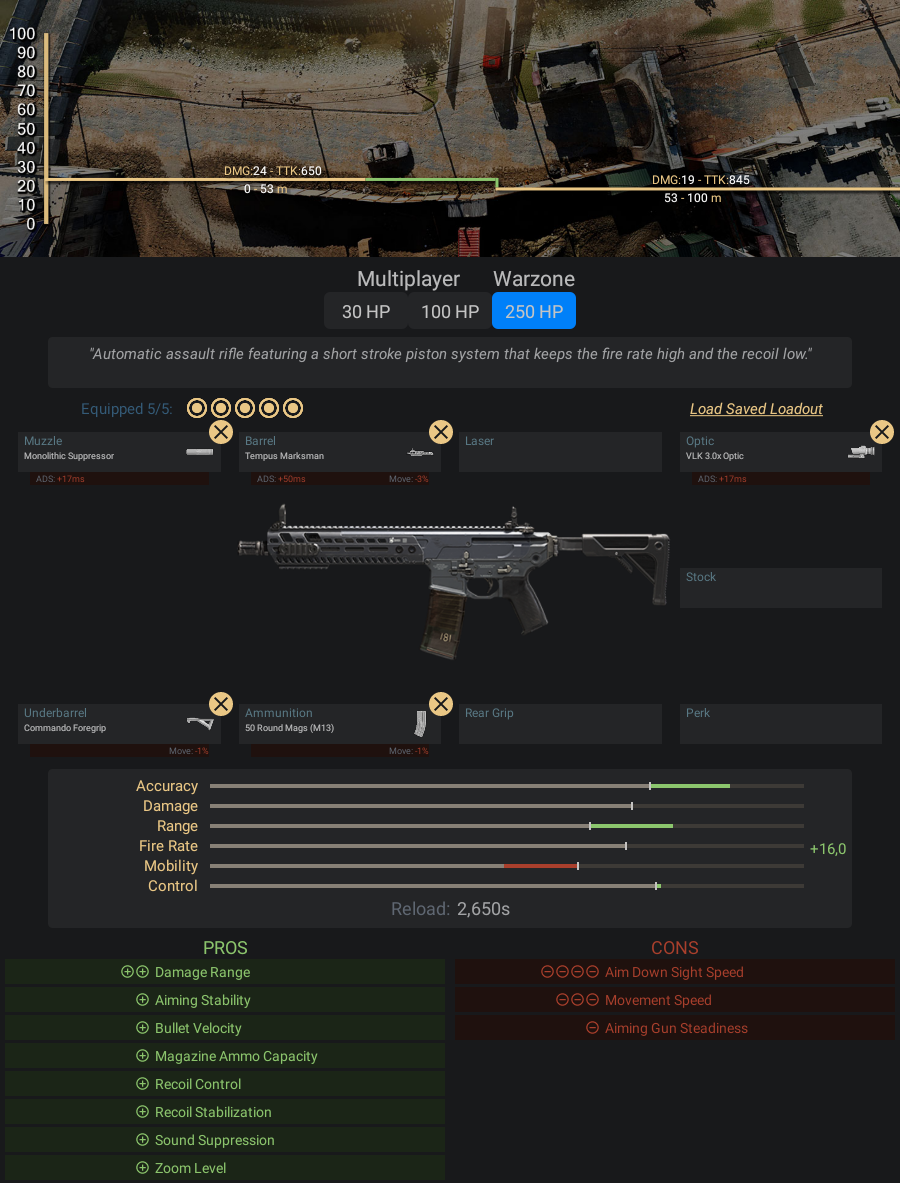 100
90
80
70
60
50
40
30
20
10
0
DMG:24 - TTK:650
0 - 53 m
DMG:19 - TTK:845
53 - 100 m
Multiplayer Warzone
30 HP 100 HP 250 HP
"Automatic assault rifle featuring a short stroke piston system that keeps the fire rate high and the recoil low."
Equipped 5/5: Load Saved Loadout
Muzzle
Monolithic Suppressor
ADS: +17ms
Barrel
Tempus Marksman
ADS: +50ms Move: -3%
Laser
Optic
VLK 3.0x Optic
ADS: +17ms
Stock
Underbarrel
Commando Foregrip
Move: -1%
Ammunition
50 Round Mags (M13)
Move: -1%
Rear Grip
Perk
Accuracy
Damage
Range
Fire Rate
Mobility
Control
+16,0
Reload: 2,650s
PROS
Damage Range
Aiming Stability
Bullet Velocity
Magazine Ammo Capacity
Recoil Control
Recoil Stabilization
Sound Suppression
Zoom Level
CONS
Aim Down Sight Speed
Movement Speed
Aiming Gun Steadiness